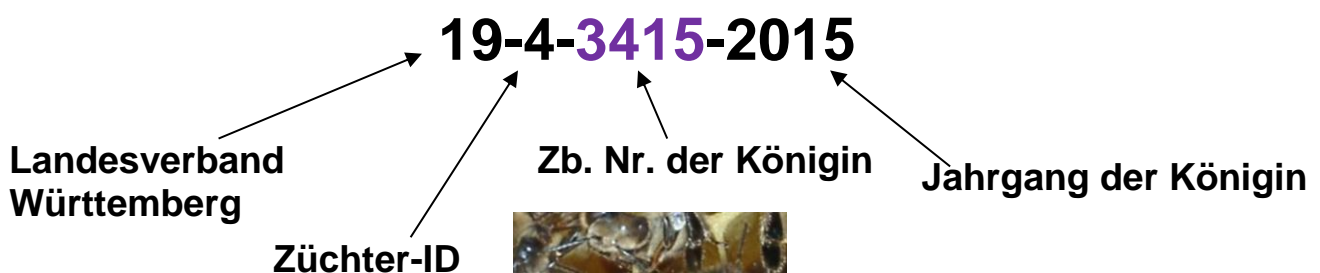 19-4-3415-2015
Landesverband
Württemberg
Zb. Nr. der Königin
Jahrgang der Königin
Züchter-ID